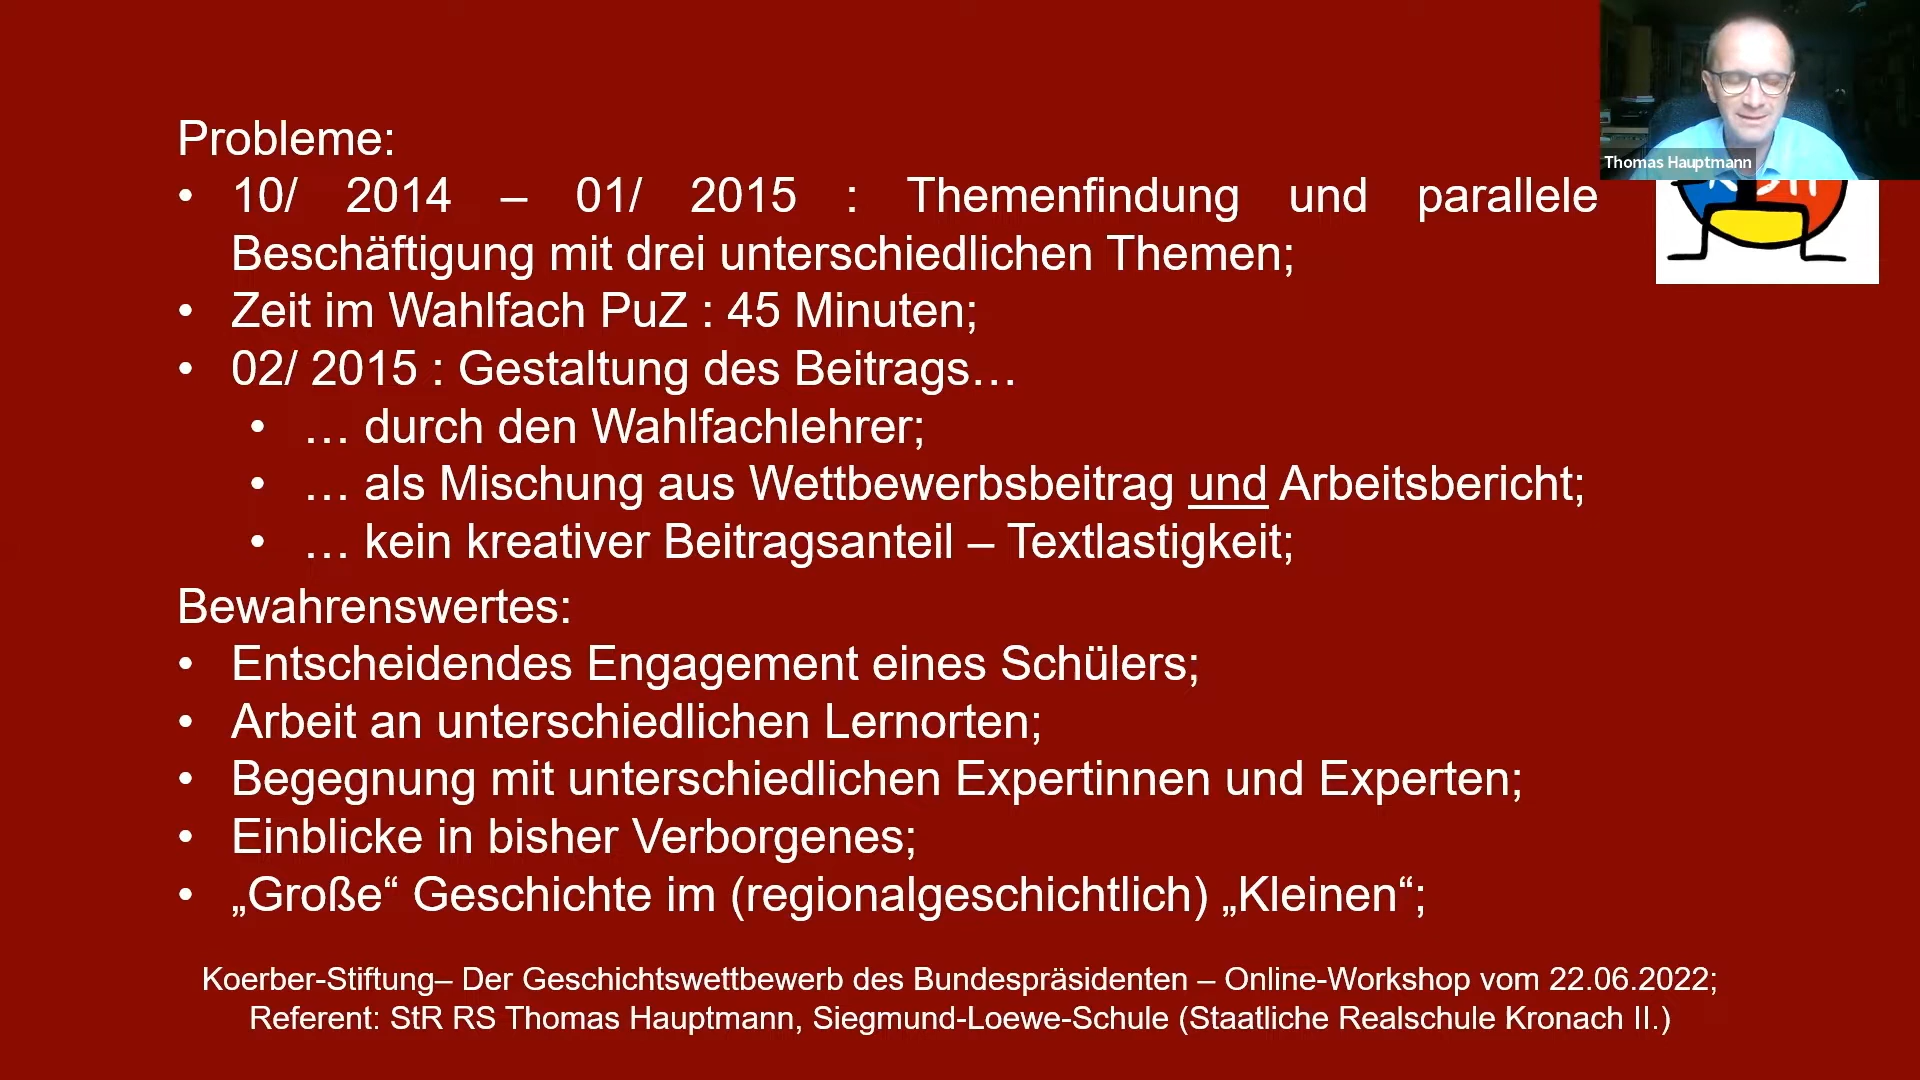 Probleme:
• 10/ 2014 – 01/ 2015 : Themenfindung und parallele
Beschäftigung mit drei unterschiedlichen Themen;
• Zeit im Wahlfach PuZ : 45 Minuten;
• 02/ 2015 : Gestaltung des Beitrags…
• … durch den Wahlfachlehrer;
• … als Mischung aus Wettbewerbsbeitrag und Arbeitsbericht;
• … kein kreativer Beitragsanteil – Textlastigkeit;
Bewahrenswertes:
• Entscheidendes Engagement eines Schülers;
• Arbeit an unterschiedlichen Lernorten;
• Begegnung mit unterschiedlichen Expertinnen und Experten;
• Einblicke in bisher Verborgenes;
• „Große“ Geschichte im (regionalgeschichtlich) „Kleinen“;
Koerber-Stiftung– Der Geschichtswettbewerb des Bundespräsidenten – Online-Workshop vom 22.06.2022;
Referent: StR RS Thomas Hauptmann, Siegmund-Loewe-Schule (Staatliche Realschule Kronach II.)
Thomas Hauptmann